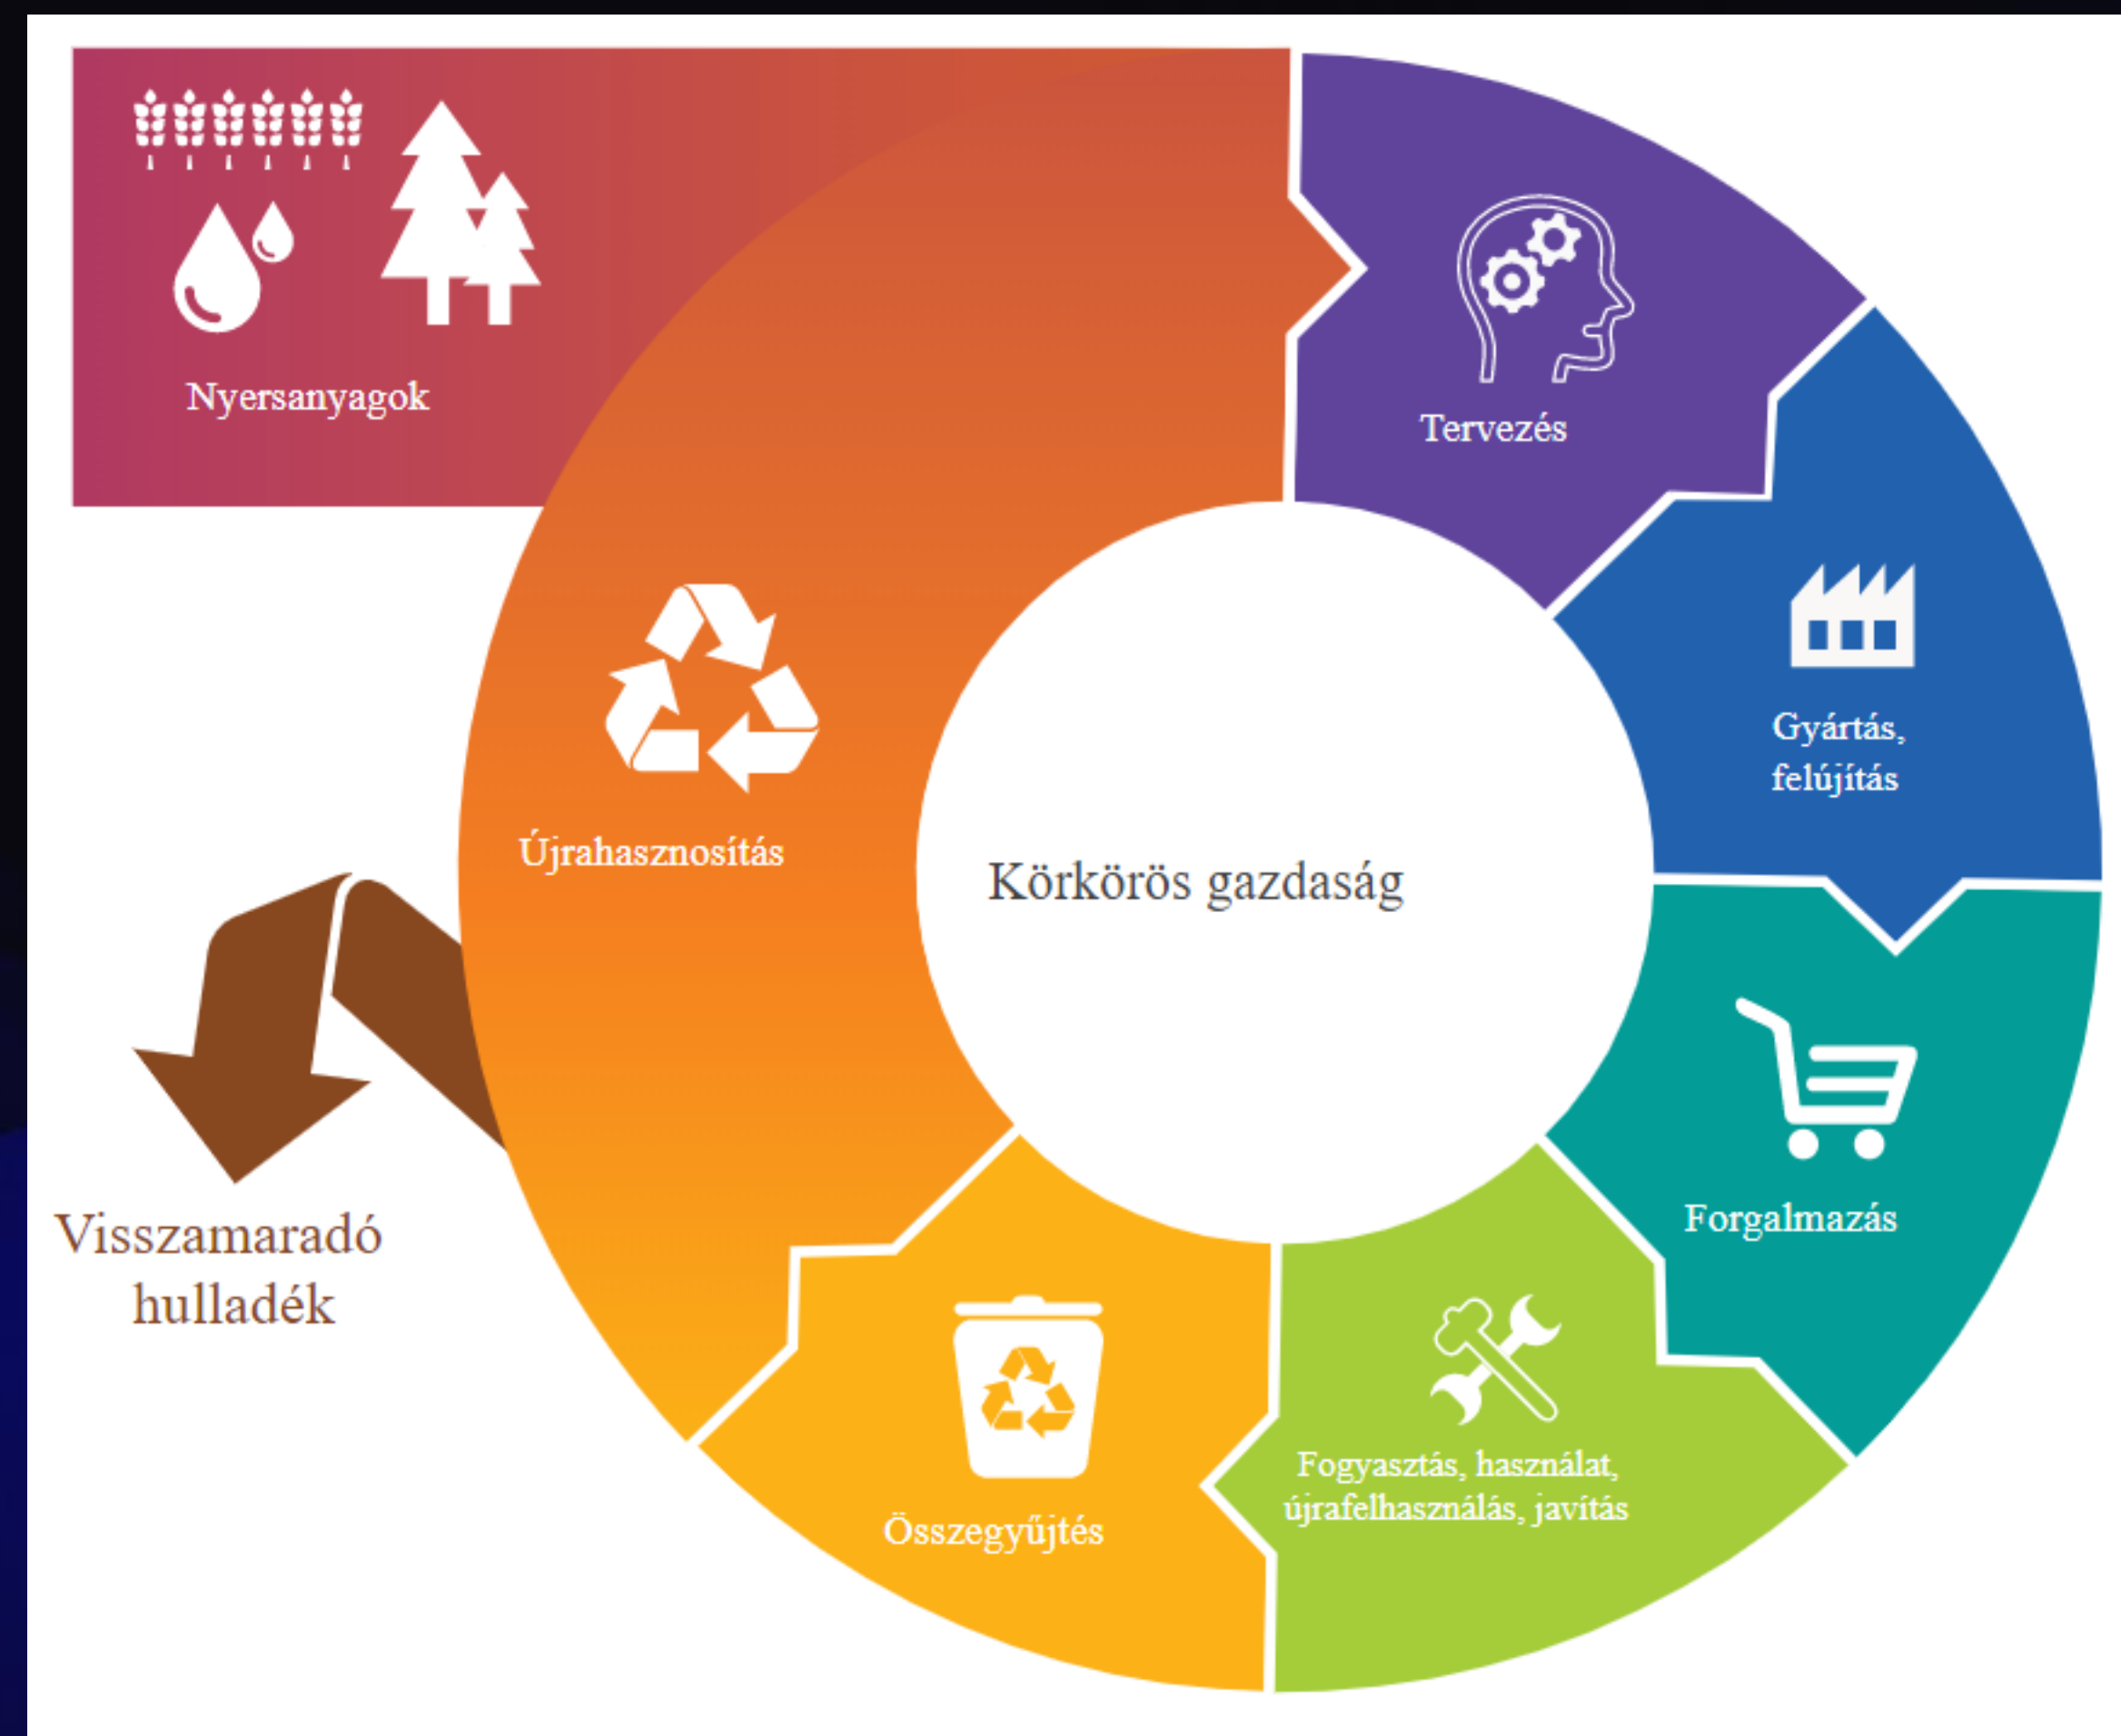 Nyersanyagok
Tervezés
Gyártás,
felújítás
Újrahasznosítás
Körkörös gazdaság
Forgalmazás
Visszamaradó
hulladék
Fogyasztás, használat,
újrafelhasználás, javítás
Összegyűjtés